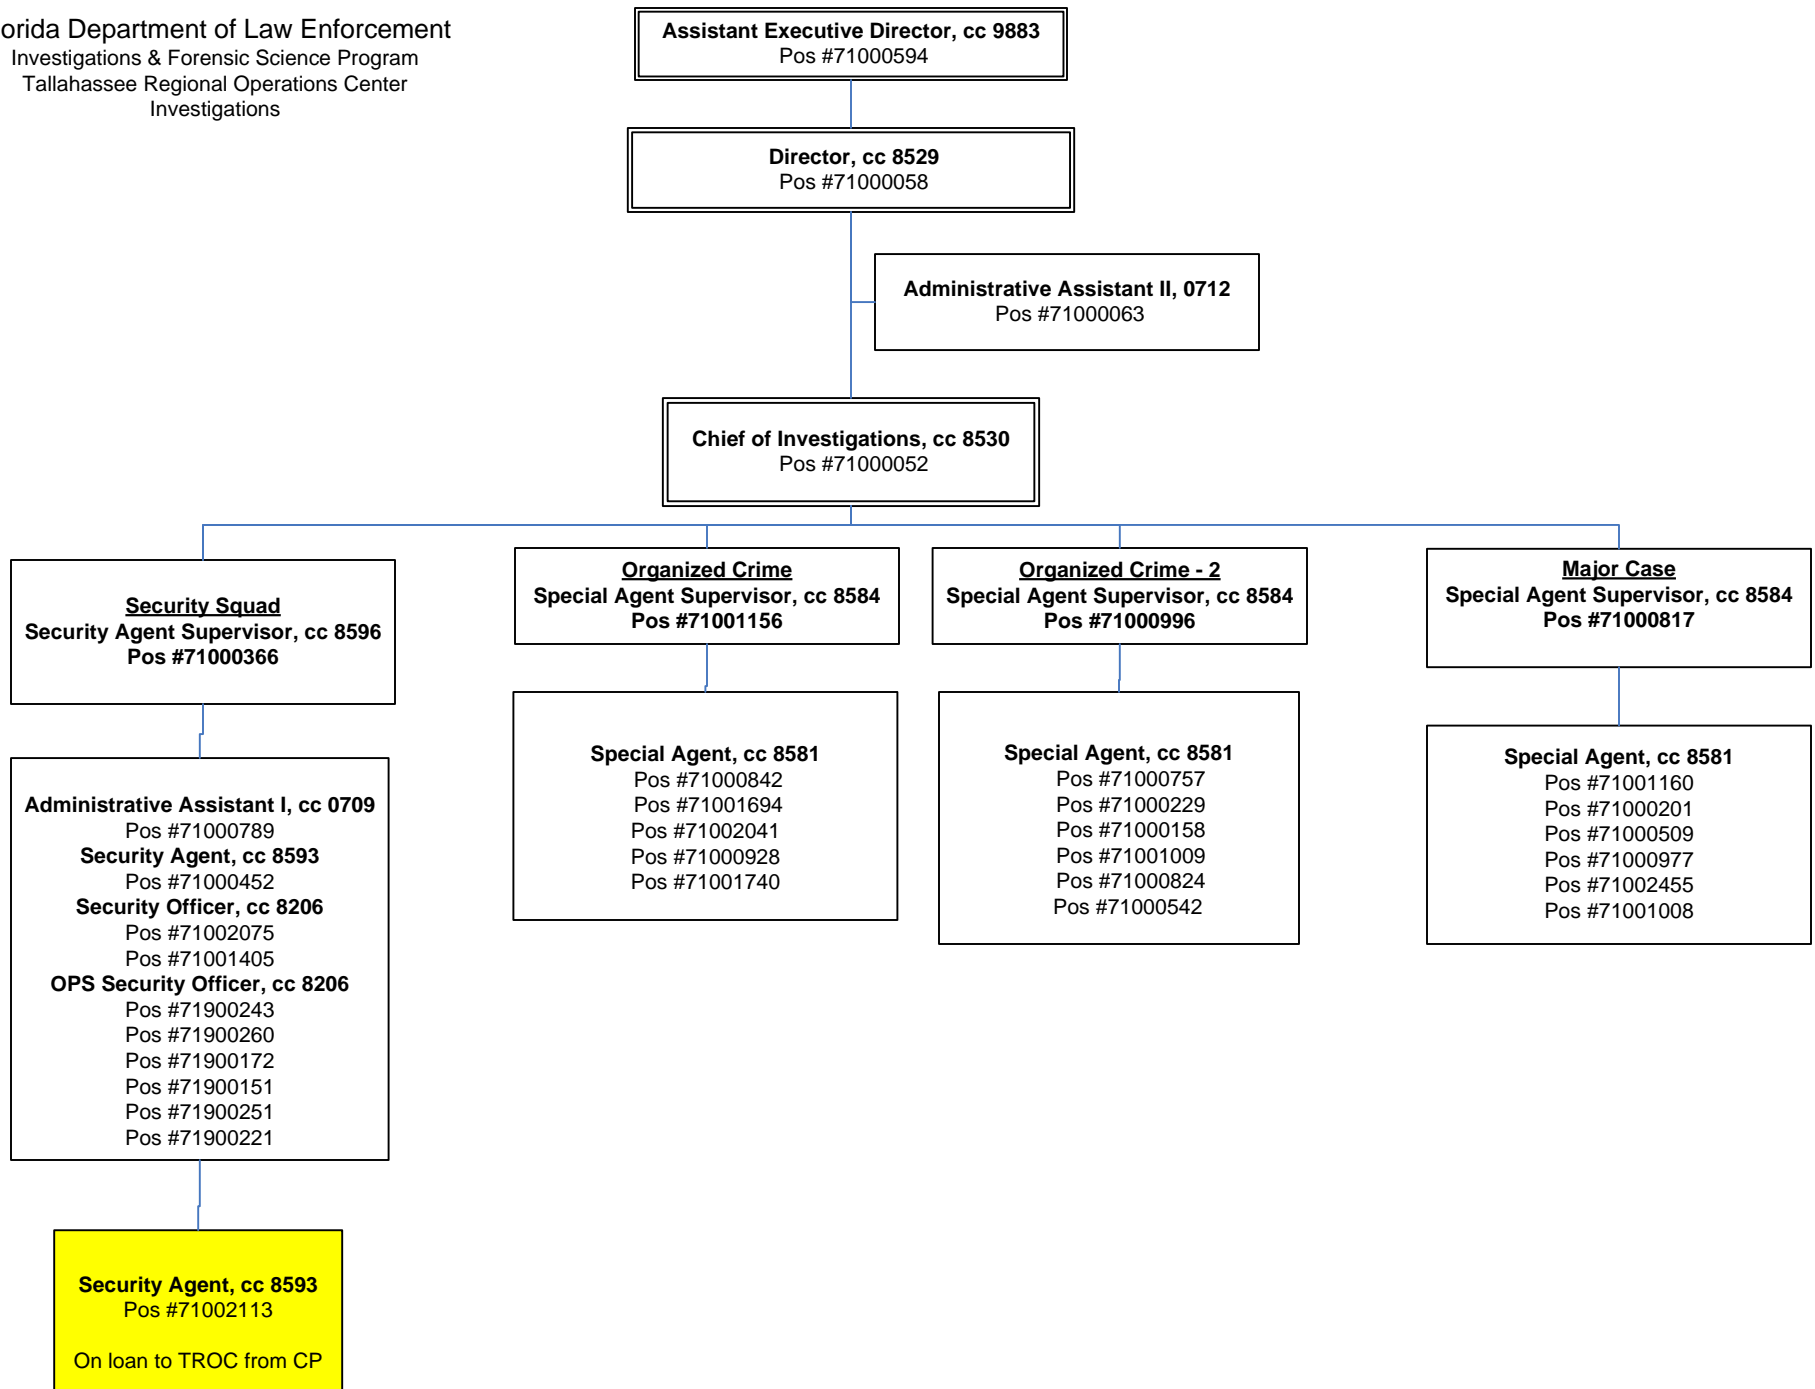 orida Department of Law Enforcement
Investigations & Forensic Science Program
Tallahassee Regional Operations Center
Investigations
Assistant Executive Director, cc 9883
Pos #71000594
Director, cc 8529
Pos #71000058
Administrative Assistant II, 0712
Pos #71000063
Chief of Investigations, cc 8530
Pos #71000052
Security Squad
Security Agent Supervisor, cc 8596
Pos #71000366
Organized Crime
Special Agent Supervisor, cc 8584
Pos #71001156
Organized Crime - 2
Special Agent Supervisor, cc 8584
Pos #71000996
Major Case
Special Agent Supervisor, cc 8584
Pos #71000817
Administrative Assistant I, cc 0709
Pos #71000789
Security Agent, cc 8593
Pos #71000452
Security Officer, cc 8206
Pos #71002075
Pos #71001405
OPS Security Officer, cc 8206
Pos #71900243
Pos #71900260
Pos #71900172
Pos #71900151
Pos #71900251
Pos #71900221
Special Agent, cc 8581
Pos #71000842
Pos #71001694
Pos #71002041
Pos #71000928
Pos #71001740
Special Agent, cc 8581
Pos #71000757
Pos #71000229
Pos #71000158
Pos #71001009
Pos #71000824
Pos #71000542
Special Agent, cc 8581
Pos #71001160
Pos #71000201
Pos #71000509
Pos #71000977
Pos #71002455
Pos #71001008
Security Agent, cc 8593
Pos #71002113
On loan to TROC from CP